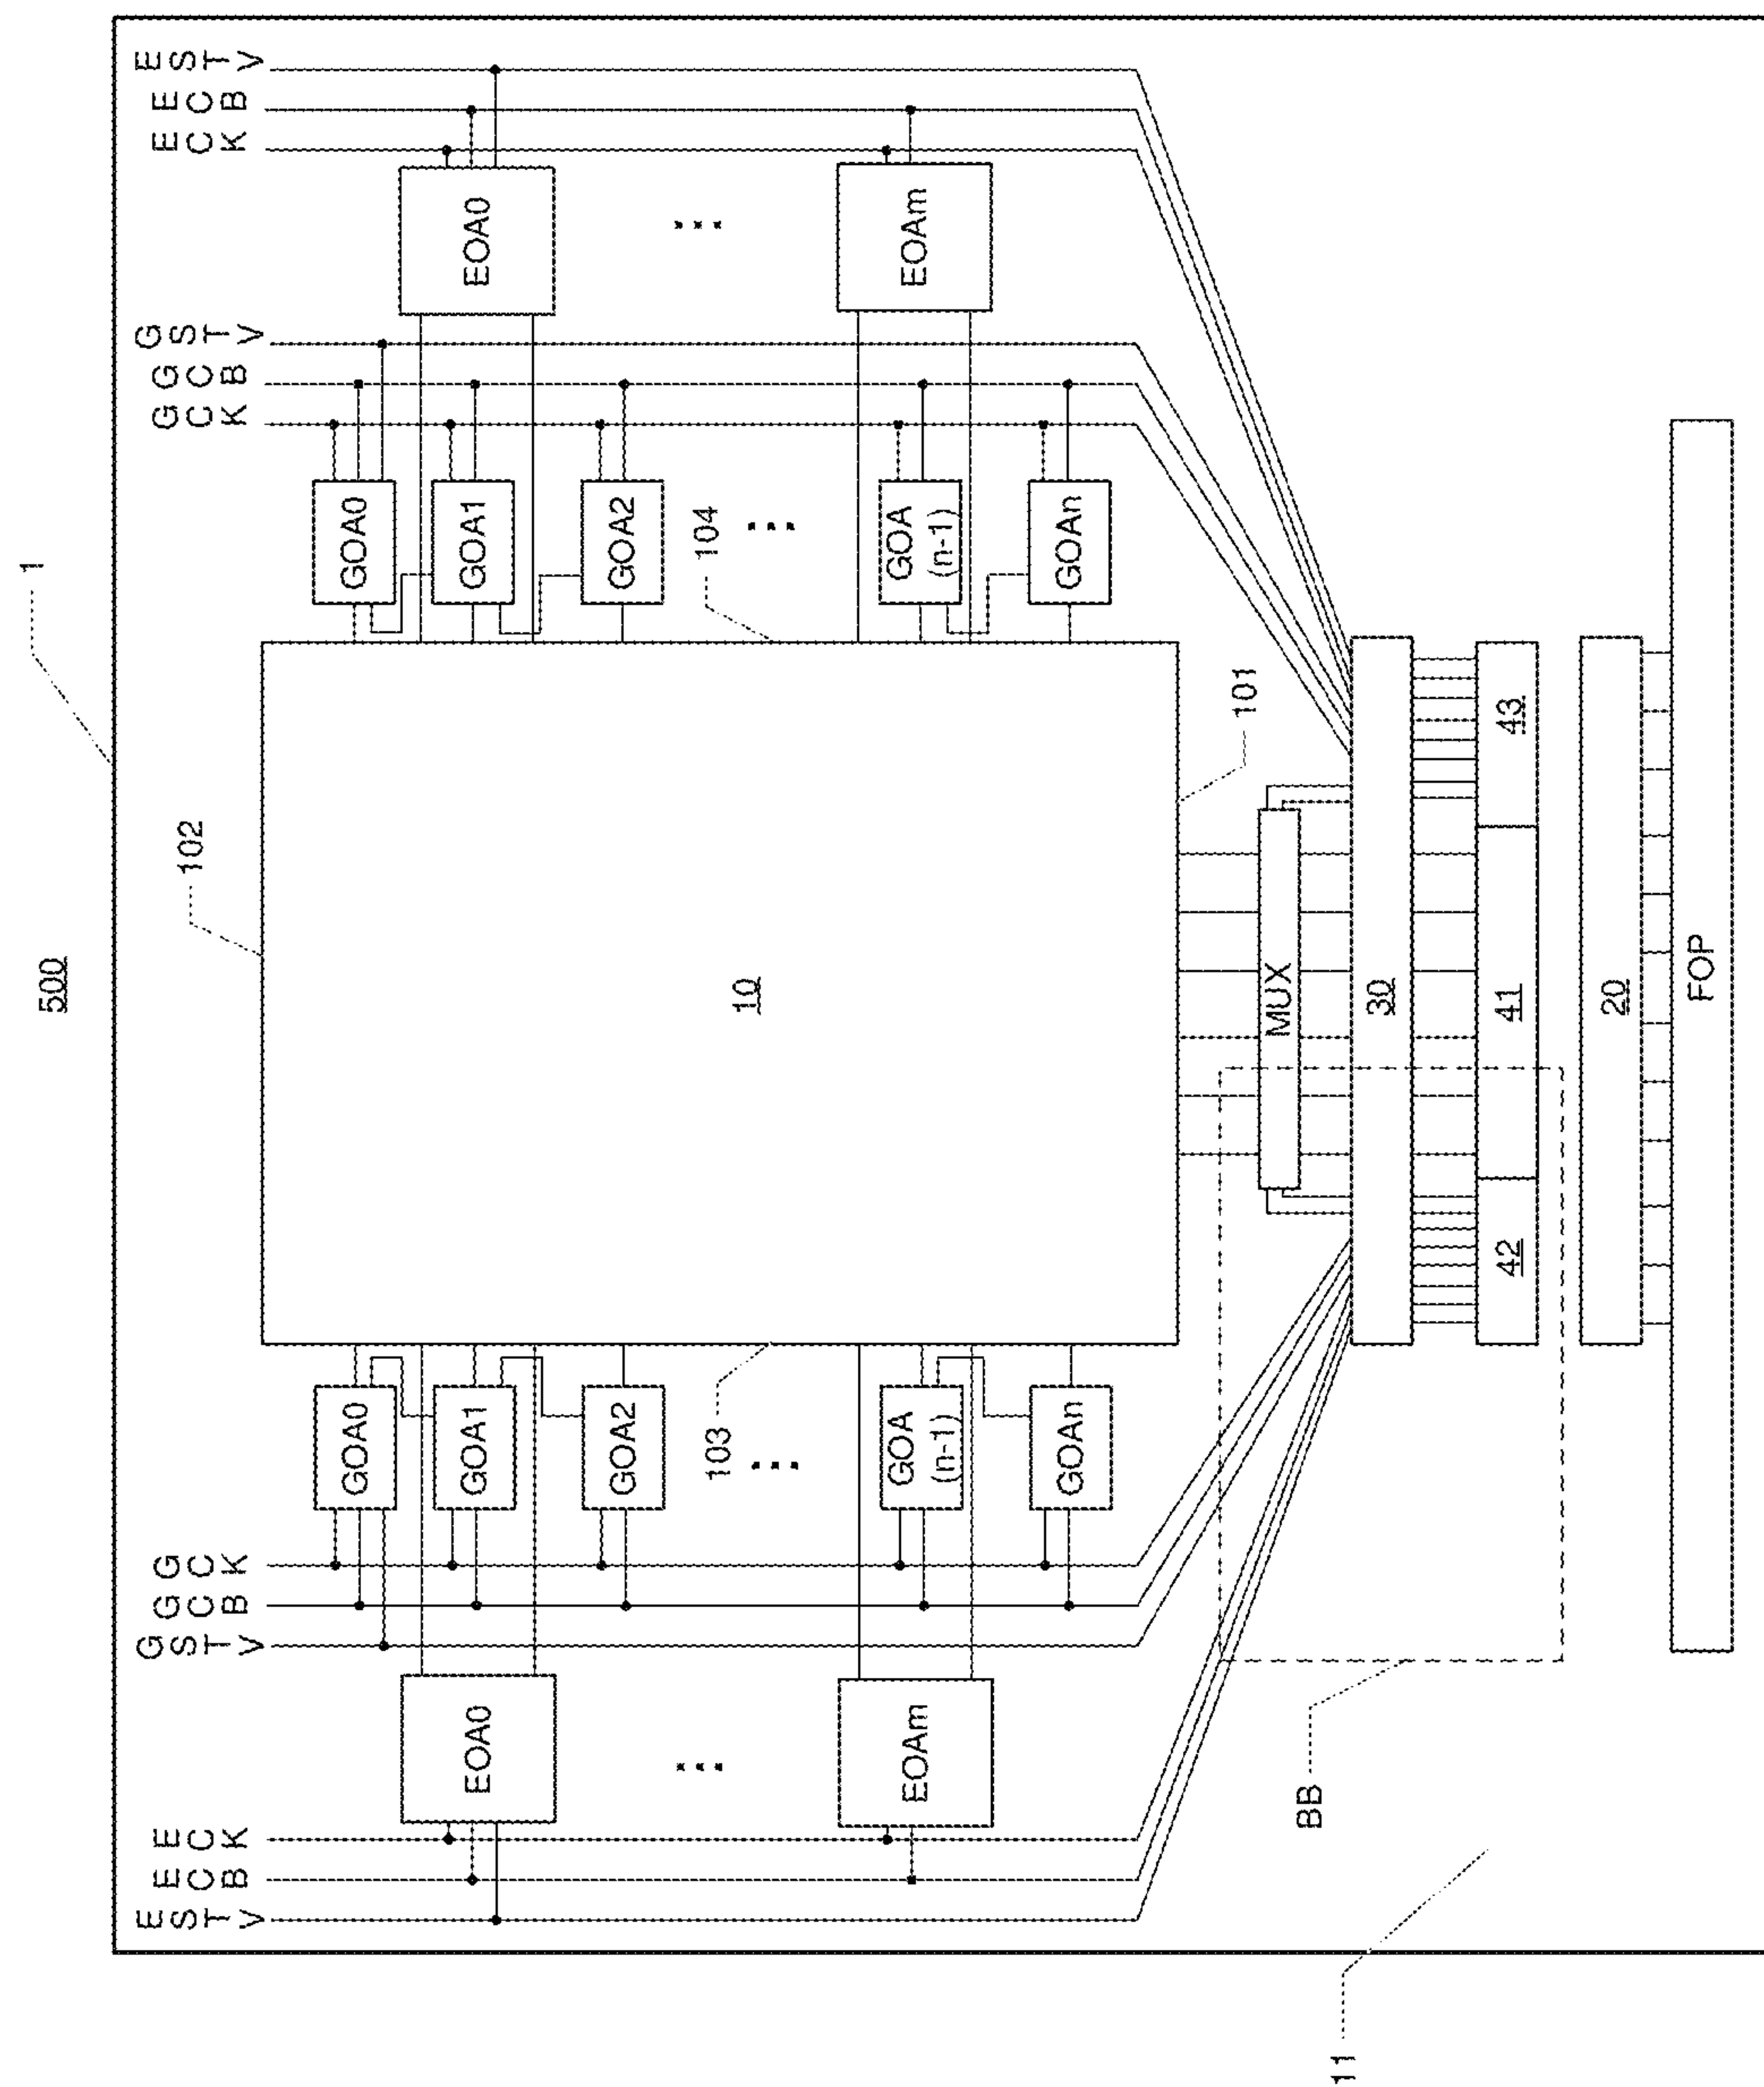 1
500
ESTV
ECB
ECK
GSTV
GCB
GCK
102
GCK
GCB
GSTV
ECK
ECB
ESTV
GOA0
GOA0
EOA0
GOA1
GOA1
EOA0
GOA2
GOA2
...
103
...
10
104
...
...
EOAm
GOA
(n-1)
GOA
(n-1)
EOAm
GOAn
GOAn
101
MUX
BB
11
30
42
41
43
20
FOP